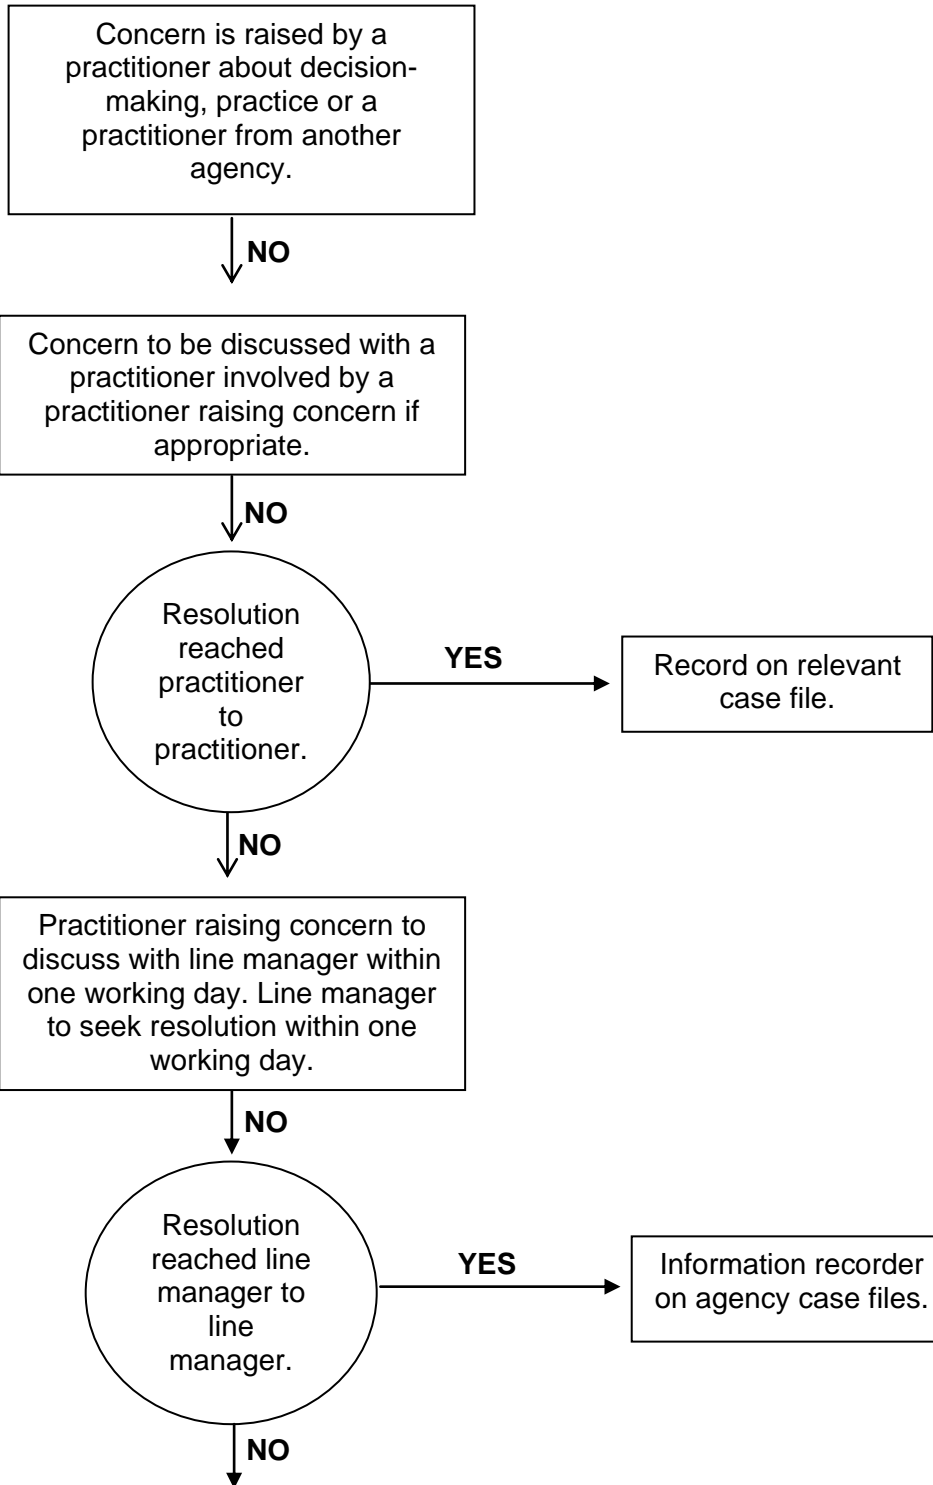 Concern is raised by a
practitioner about decision-
making, practice or a
practitioner from another
agency.
NO
Concern to be discussed with a
practitioner involved by a
practitioner raising concern if
appropriate.
NO
Resolution
reached
practitioner
to
practitioner.
YES
Record on relevant
case file.
NO
Practitioner raising concern to
discuss with line manager within
one working day. Line manager
to seek resolution within one
working day.
NO
Resolution
reached line
manager to
line
manager.
YES
Information recorder
on agency case files.
NO